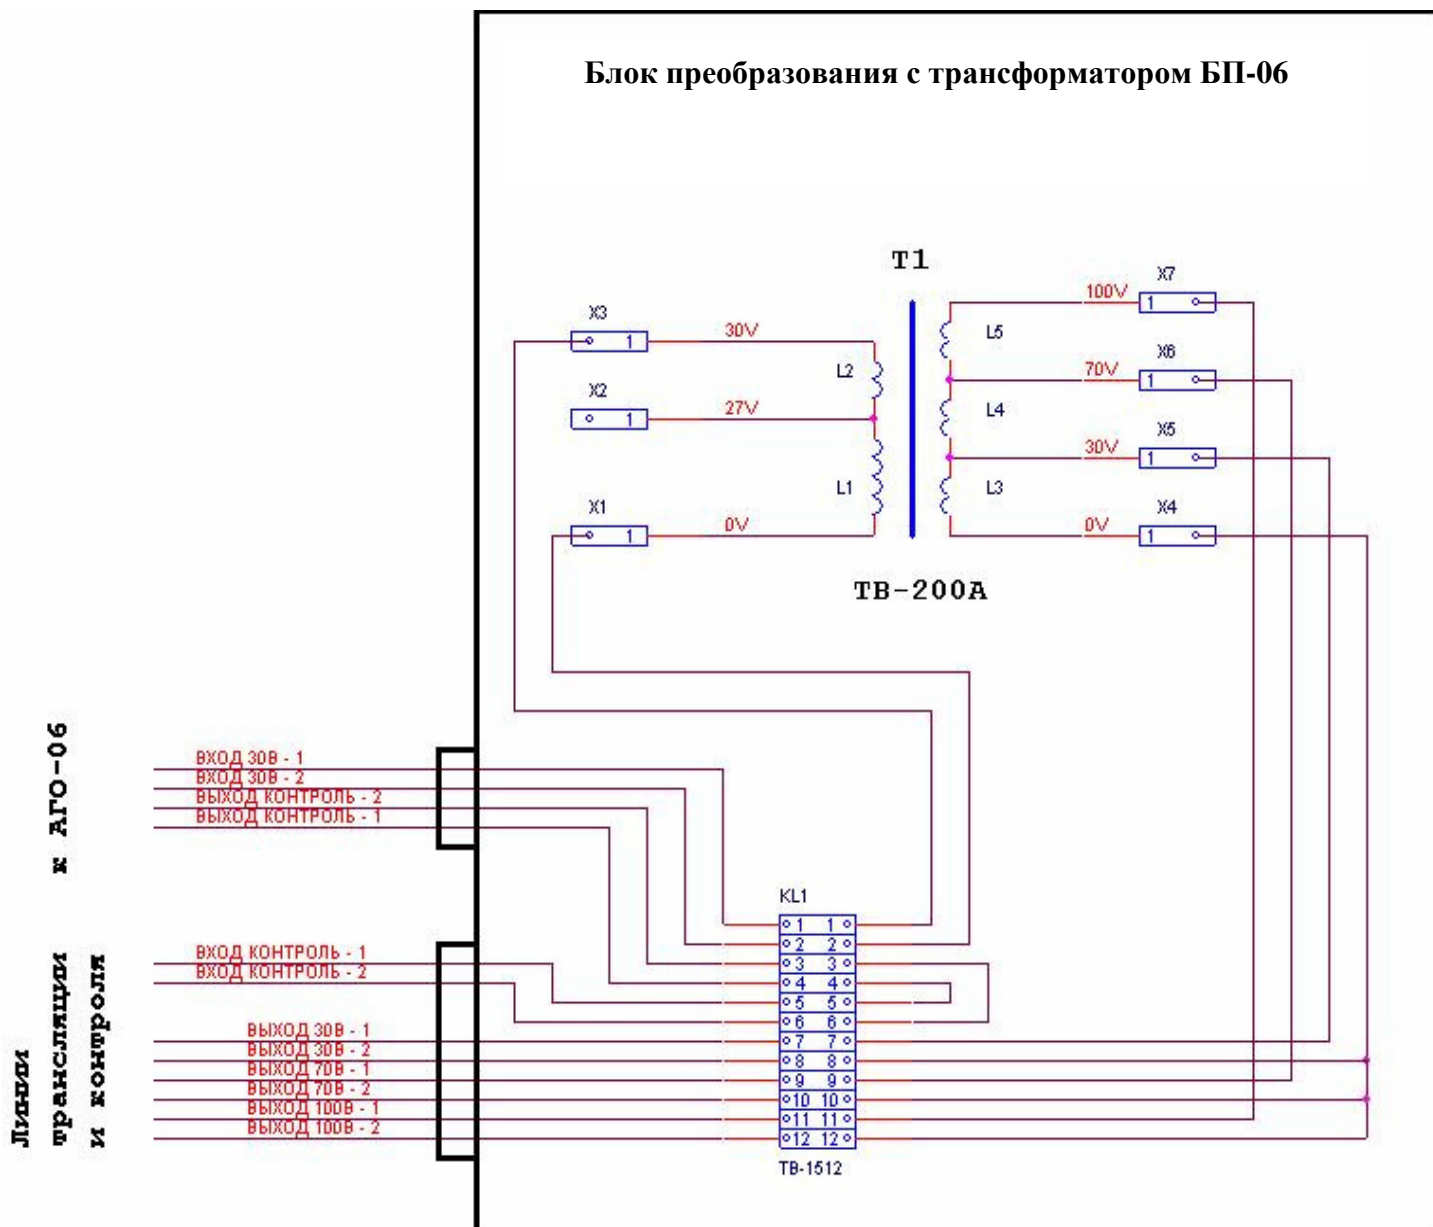 Блок преобразования с трансформатором БП-06
T1
X7
100V
1
X3
30V
1
L5
L2
X6
70V
1
X2
27V
1
L4
X5
30V
1
L1
L3
X1
0V
1
X4
0V
1
ТВ-200А
к АГО-06
ВХОД 30В - 1
ВХОД 30В - 2
ВЫХОД КОНТРОЛЬ - 2
ВЫХОД КОНТРОЛЬ - 1
Линии
трансляции
и контроля
ВХОД КОНТРОЛЬ - 1
ВХОД КОНТРОЛЬ - 2
ВЫХОД 30В - 1
ВЫХОД 30В - 2
ВЫХОД 70В - 1
ВЫХОД 70В - 2
ВЫХОД 100В - 1
ВЫХОД 100В - 2
KL1
1 1
2 2
3 3
4 4
5 5
6 6
7 7
8 8
9 9
10 10
11 11
12 12
TB-1512